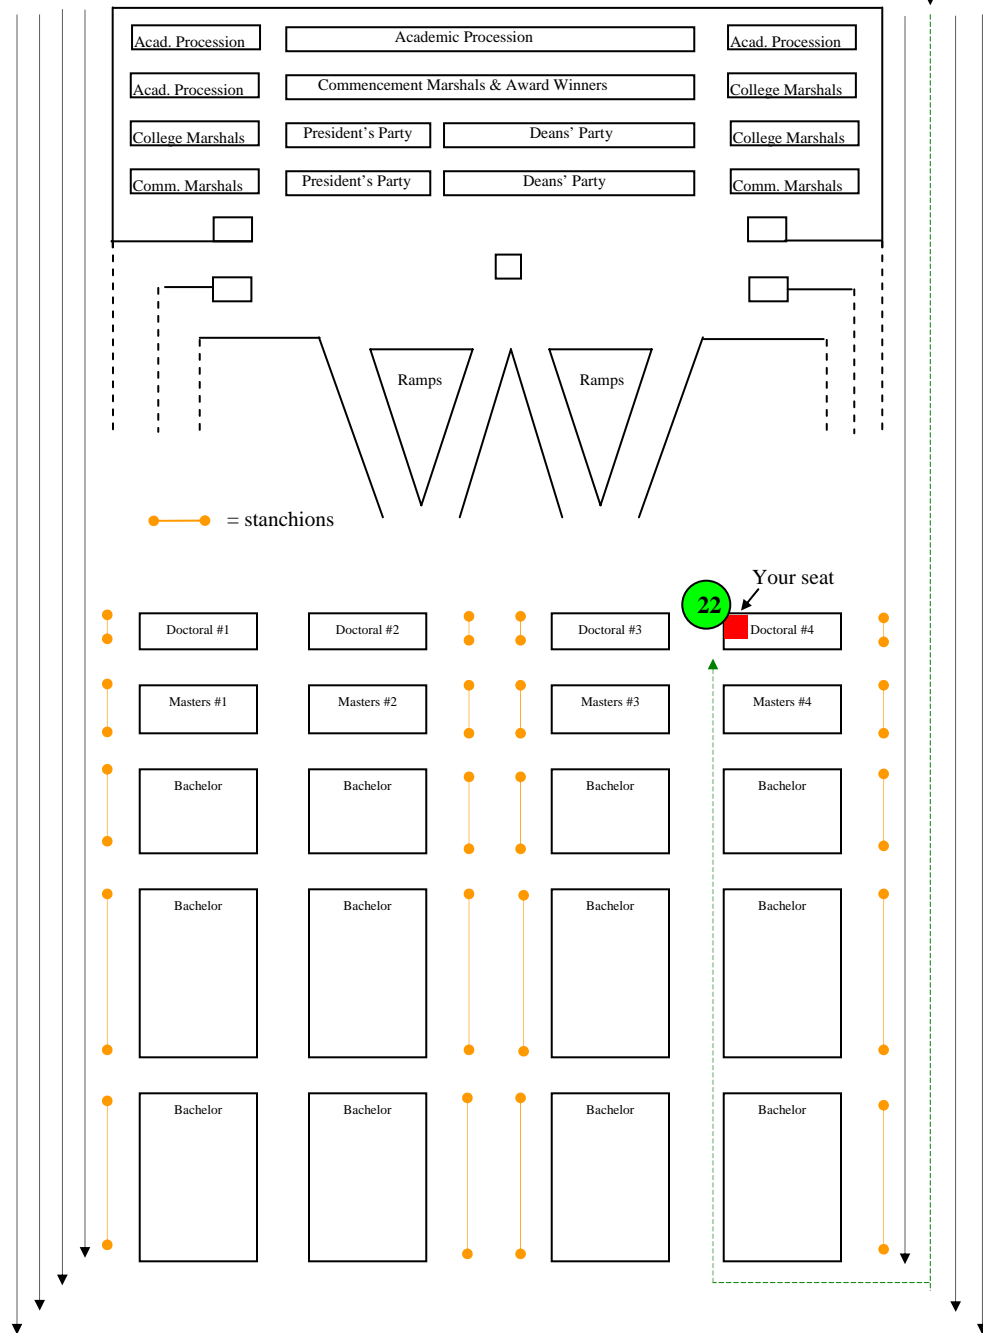 Acad. Procession
Academic Procession
Acad. Procession
Acad. Procession
Commencement Marshals & Award Winners
College Marshals
College Marshals
President’s Party
Deans’ Party
College Marshals
Comm. Marshals
President’s Party
Deans’ Party
Comm. Marshals
Ramps
Ramps
= stanchions
Your seat
22
Doctoral #1
Doctoral #2
Doctoral #3
Doctoral #4
Masters #1
Masters #2
Masters #3
Masters #4
Bachelor
Bachelor
Bachelor
Bachelor
Bachelor
Bachelor
Bachelor
Bachelor
Bachelor
Bachelor
Bachelor
Bachelor